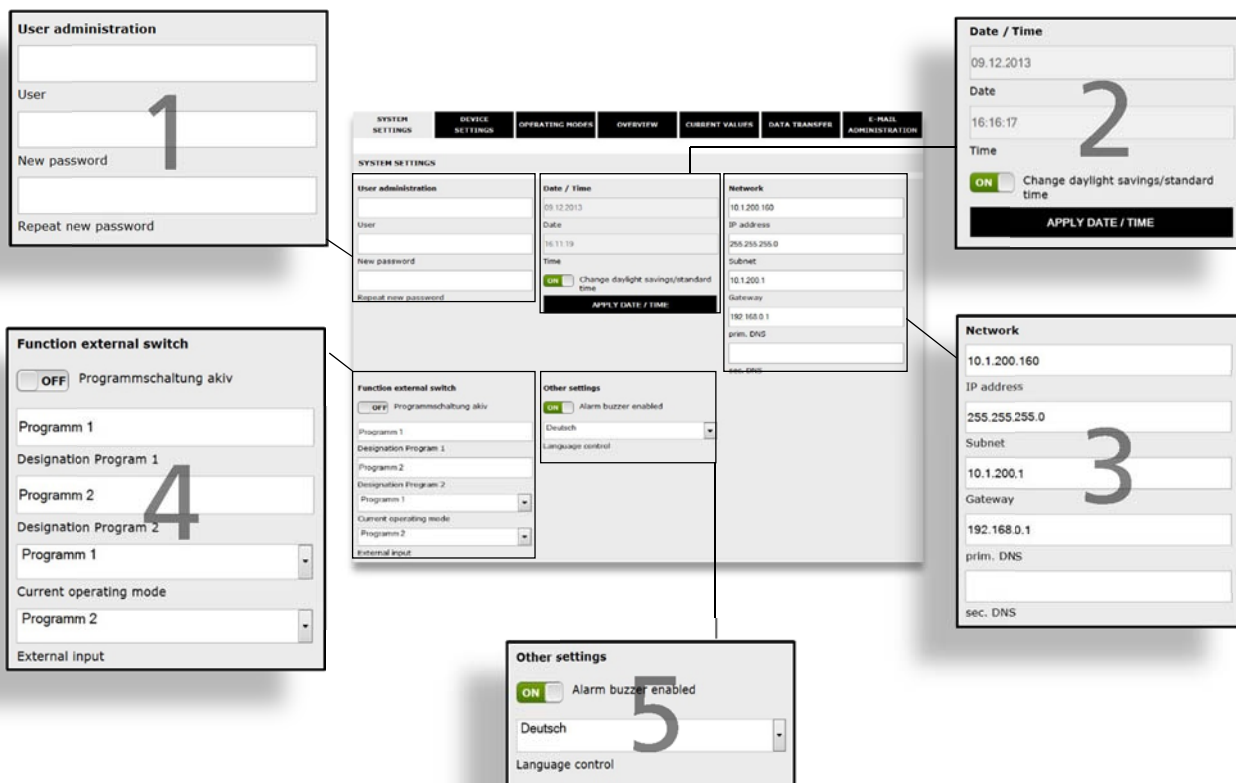 User administration
User
New password
Repeat new password
1
Date / Time
09.12.2013
Date
16:16:17
Time
ON Change daylight savings/standard
time
APPLY DATE / TIME
2
SYSTEM
SETTINGS
DEVICE
SETTINGS
OPERATING MODES
OVERVIEW
CURRENT VALUES
DATA TRANSFER
E-MAIL
ADMINISTRATION
SYSTEM SETTINGS
User administration
User
New password
Repeat new password
Date / Time
09.12.2013
Date
16:11:19
Time
ON Change daylight savings/standard
time
APPLY DATE / TIME
Network
10.1.200.160
IP address
255.255.255.0
Subnet
10.1.200.1
Gateway
192.168.0.1
prim. DNS
sec. DNS
Function external switch
OFF Programmschaltung akiv
Programm 1
Designation Program 1
Programm 2
Designation Program 2
Programm 1
Current operating mode
Programm 2
External input
Other settings
ON Alarm buzzer enabled
Deutsch
Language control
Function external switch
OFF Programmschaltung akiv
Programm 1
Designation Program 1
Programm 2
Designation Program 2
Programm 1
Current operating mode
Programm 2
External input
4
Network
10.1.200.160
IP address
255.255.255.0
Subnet
10.1.200.1
Gateway
192.168.0.1
prim. DNS
sec. DNS
3
Other settings
ON Alarm buzzer enabled
Deutsch
Language control
5